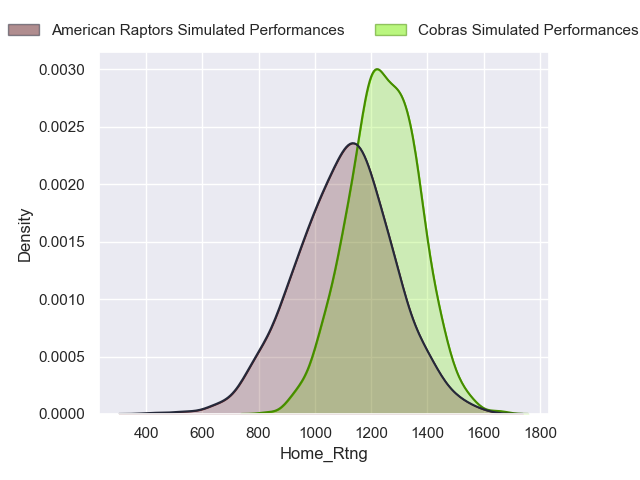 American Raptors Simulated Performances
Cobras Simulated Performances
0.0030
0.0025
0.0020
0.0015
0.0010
0.0005
0.0000
Density
400 600 800 1000 1200 1400 1600 1800
Home_Rtng